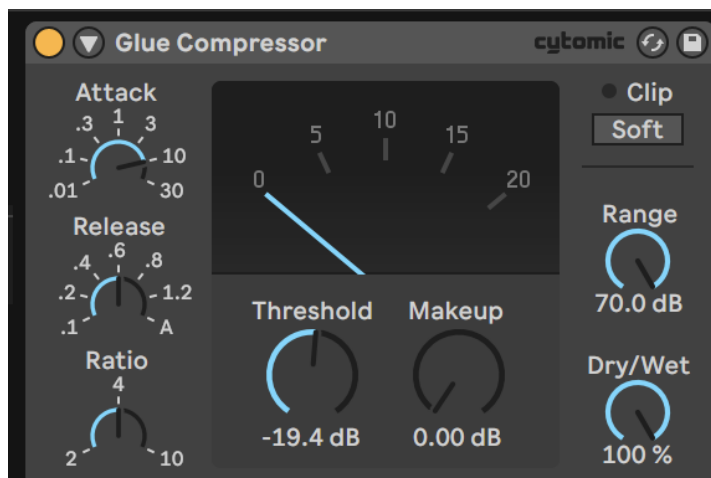 Glue Compressor
cytomic
Attack
.01
.1
.3
1
3
10
30
Release
.1
.2
.4
.6
.8
1.2
A
Ratio
2
4
10
0
5
10
15
20
Threshold
-19.4 dB
Makeup
0.00 dB
Clip
Soft
Range
70.0 dB
Dry/Wet
100 %